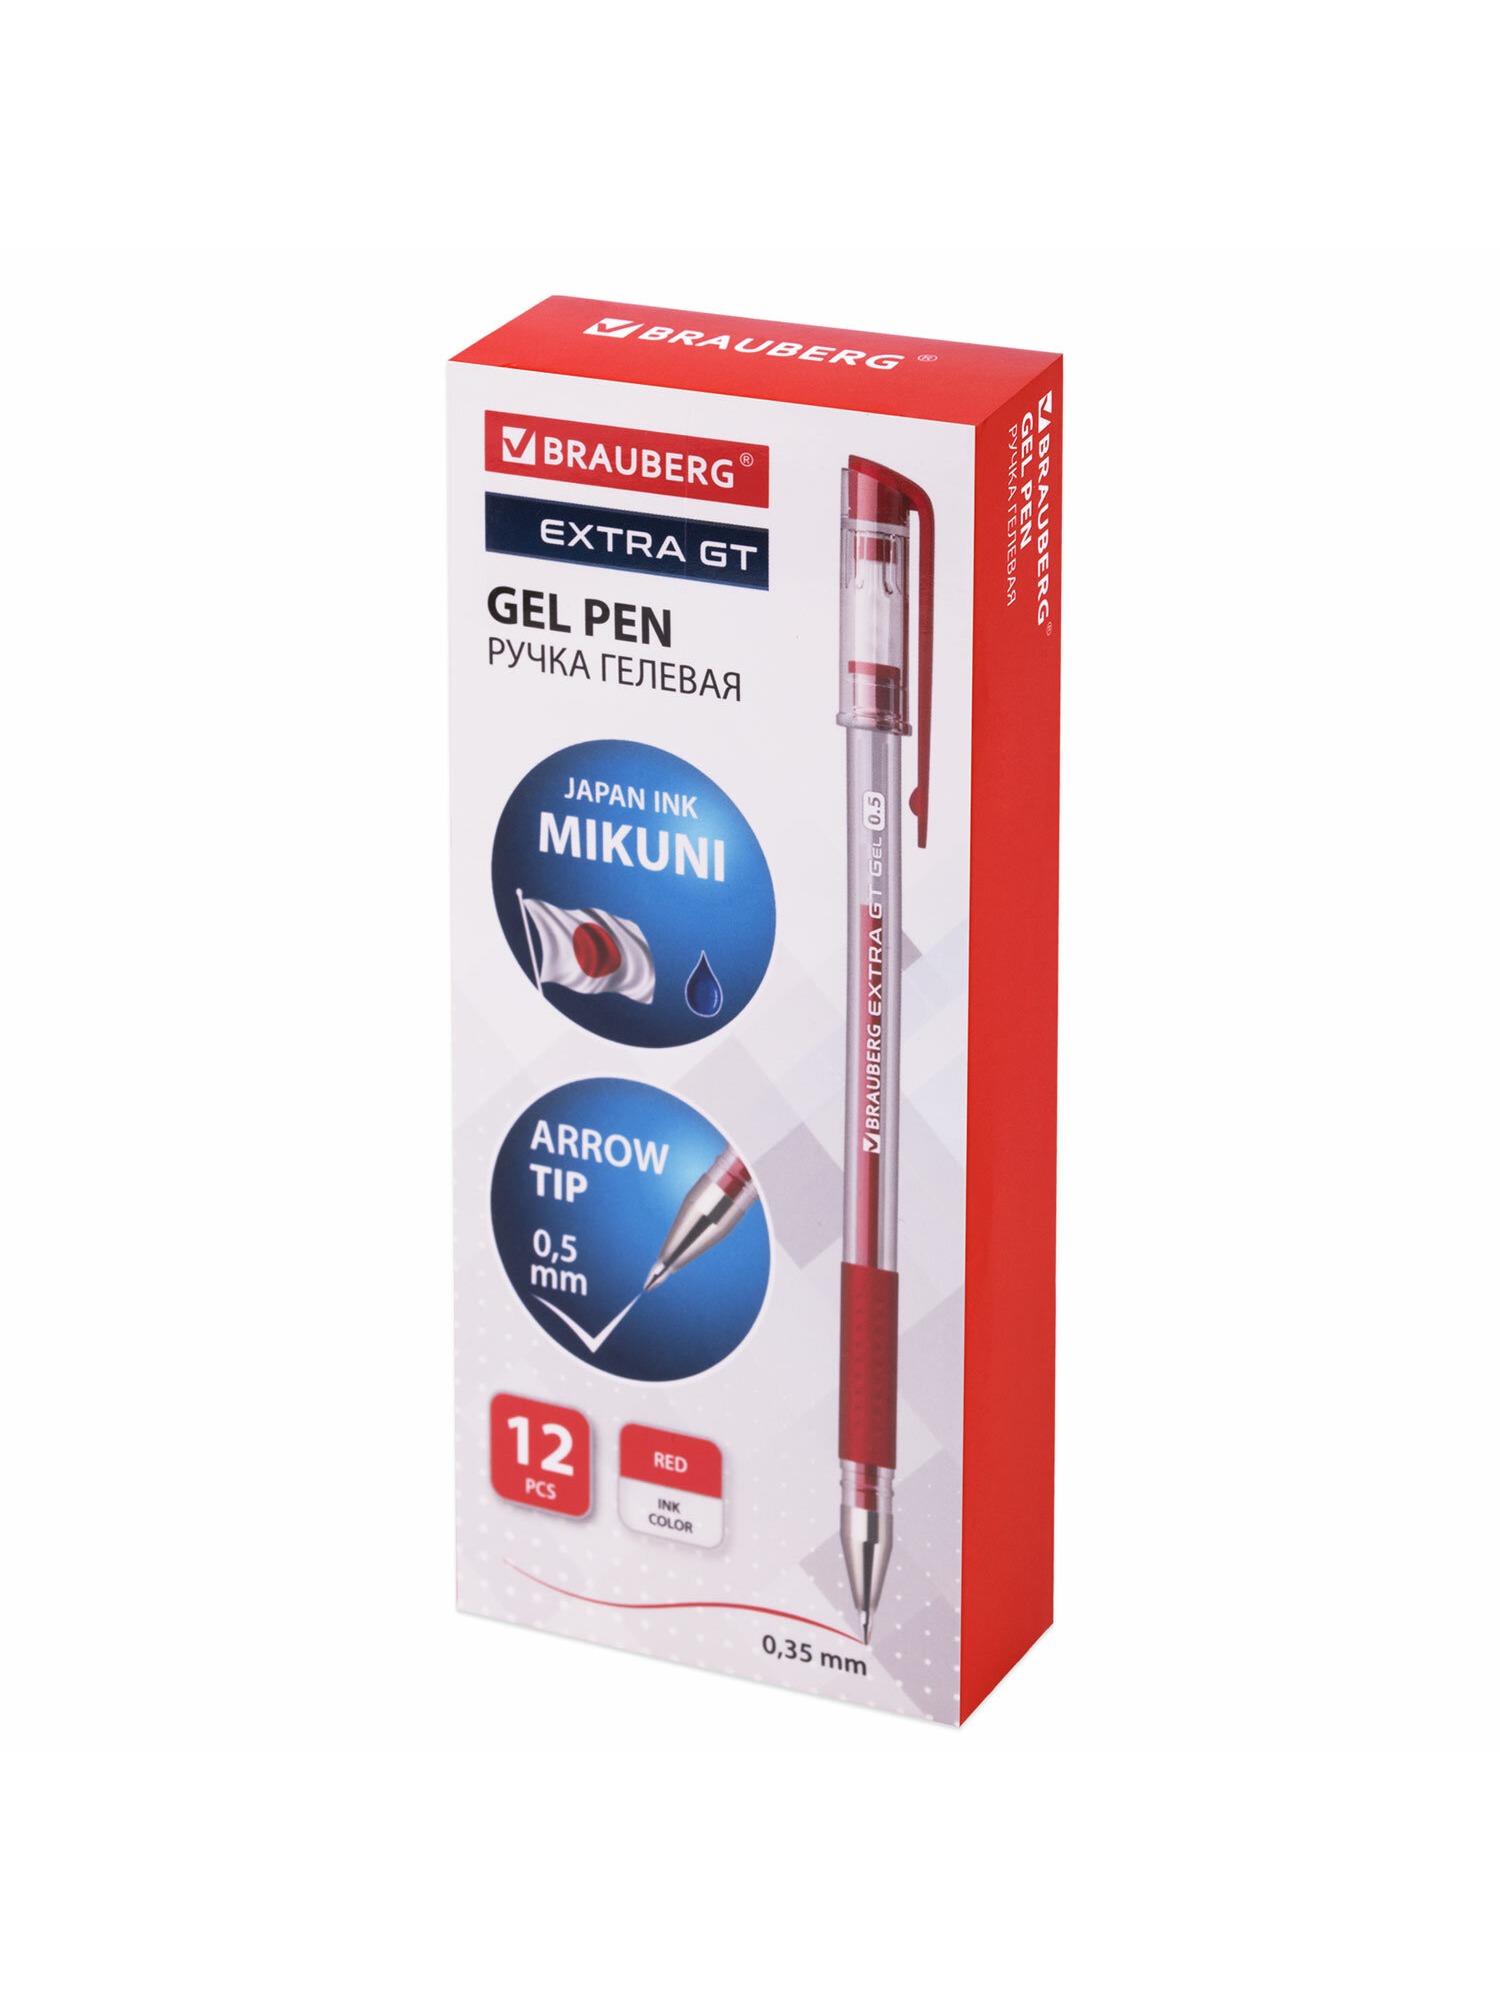 BRAUBERG®
BRAUBERG®
EXTRA GT
GEL PEN
РУЧКА ГЕЛЕВАЯ
JAPAN INK
MIKUNI
ARROW
TIP
0,5
mm
12
PCS
RED
INK
COLOR
0,35 mm
BRAUBERG EXTRA GT GEL 0.5
BRAUBERG®
GEL PEN
РУЧКА ГЕЛЕВАЯ